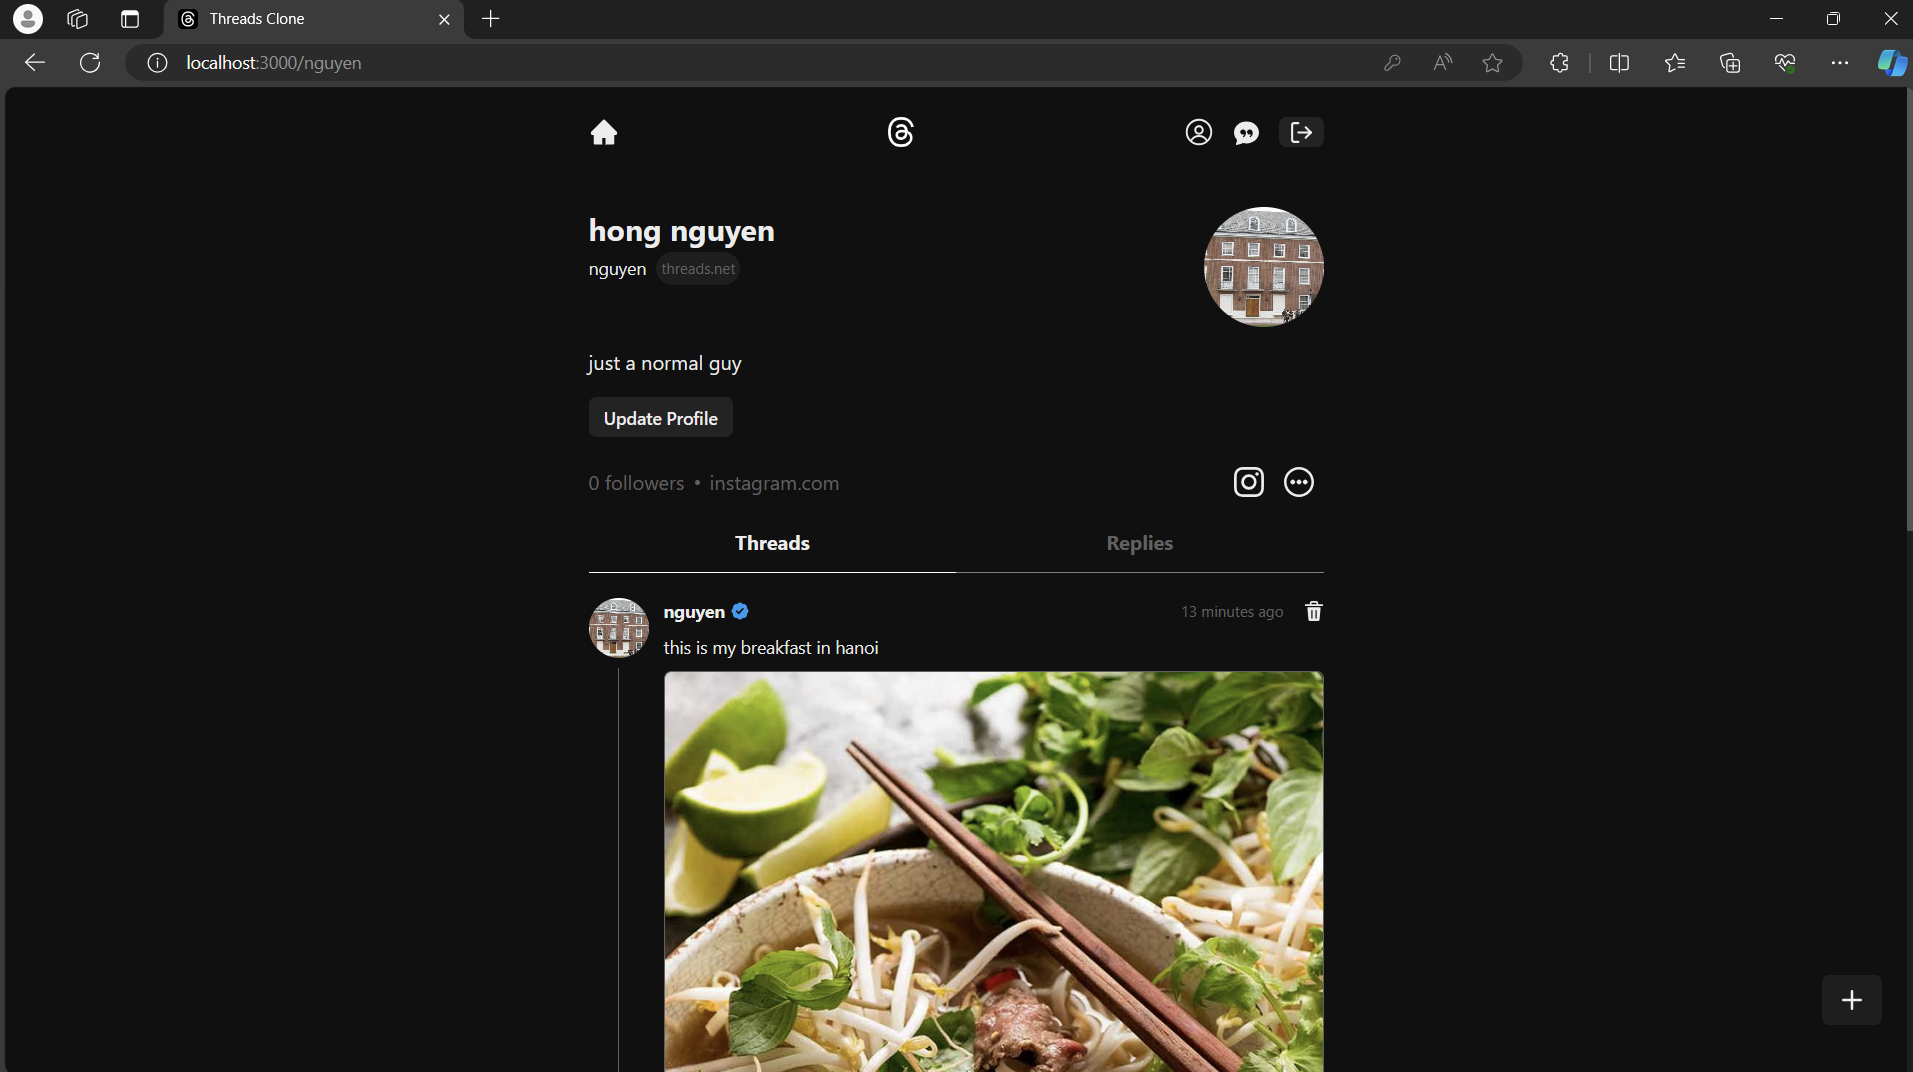 Threads Clone
localhost:3000/nguyen
hong nguyen
nguyen threads.net
just a normal guy
Update Profile
0 followers • instagram.com
Threads Replies
nguyen 13 minutes ago
this is my breakfast in hanoi